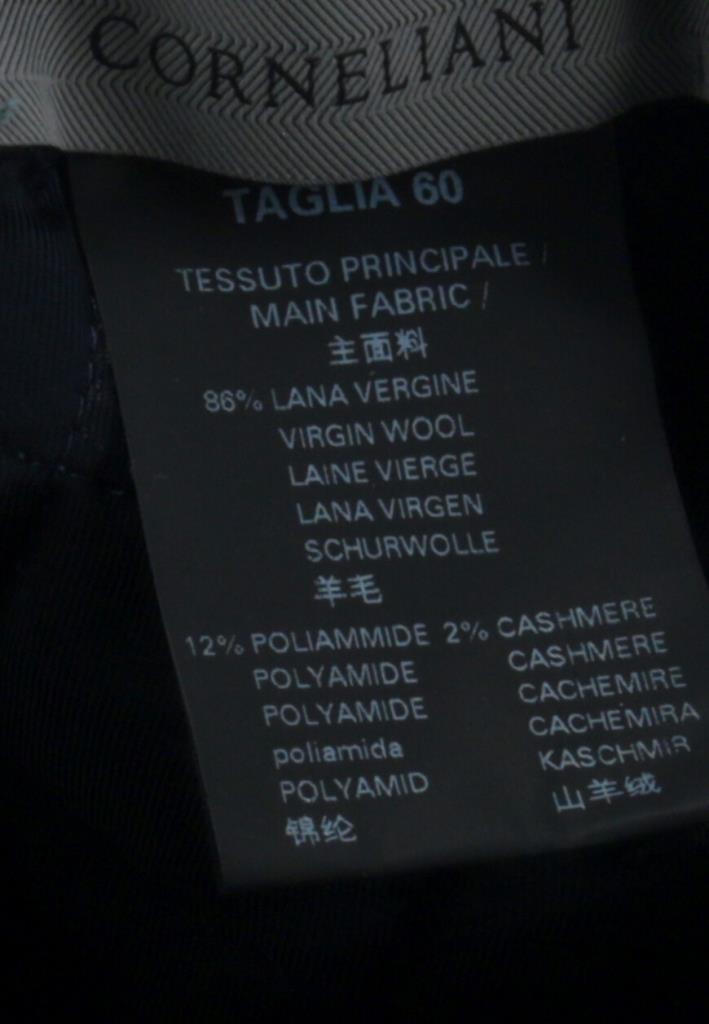 CORNELIANI
TAGLIA 60
TESSUTO PRINCIPALE /
MAIN FABRIC /
主面料
86% LANA VERGINE
VIRGIN WOOL
LAINE VIERGE
LANA VIRGEN
SCHURWOLLE
羊毛
12% POLIAMMIDE 2% CASHMERE
POLYAMIDE CASHMERE
POLYAMIDE CACHEMIRE
poliamida CACHEMIRA
POLYAMID KASCHMIR
锦纶 山羊绒